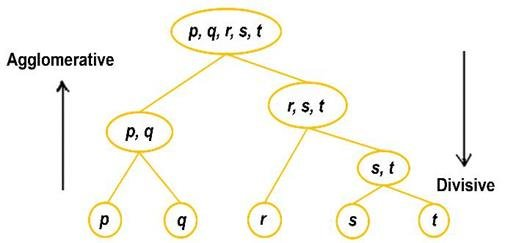 p, q, r, s, t
Agglomerative
r, s, t
p, q
s, t
Divisive
p
q
r
s
t